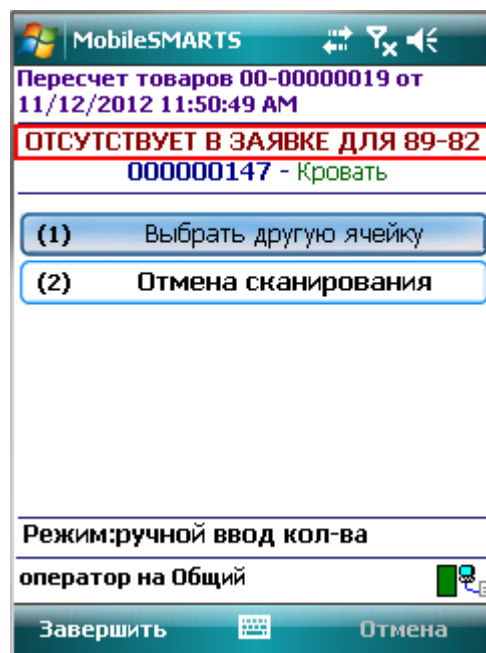 MobileSMARTS
Пересчет товаров 00-00000019 от
11/12/2012 11:50:49 AM
ОТСУТСТВУЕТ В ЗАЯВКЕ ДЛЯ 89-82
000000147 - Кровать
(1) Выбрать другую ячейку
(2) Отмена сканирования
Режим:ручной ввод кол-ва
оператор на Общий
Завершить Отмена